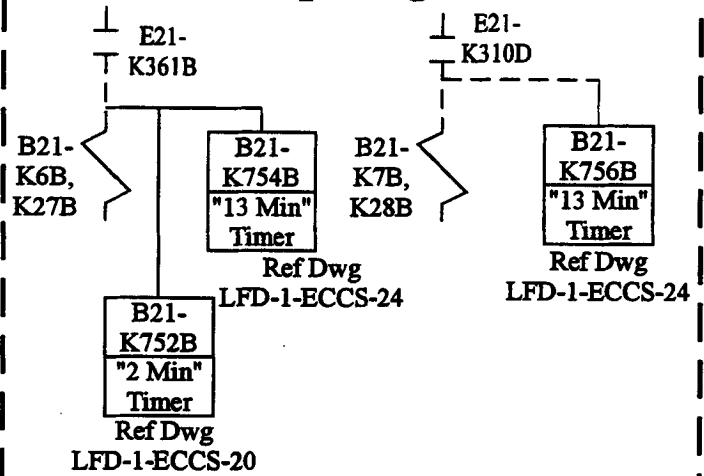 E21-
K361B
E21-
K310D
B21-
K6B,
K27B
B21-
K754B
"13 Min"
Timer
Ref Dwg
LFD-1-ECCS-24
B21-
K7B,
K28B
B21-
K756B
"13 Min"
Timer
Ref Dwg
LFD-1-ECCS-24
B21-
K752B
"2 Min"
Timer
Ref Dwg
LFD-1-ECCS-20